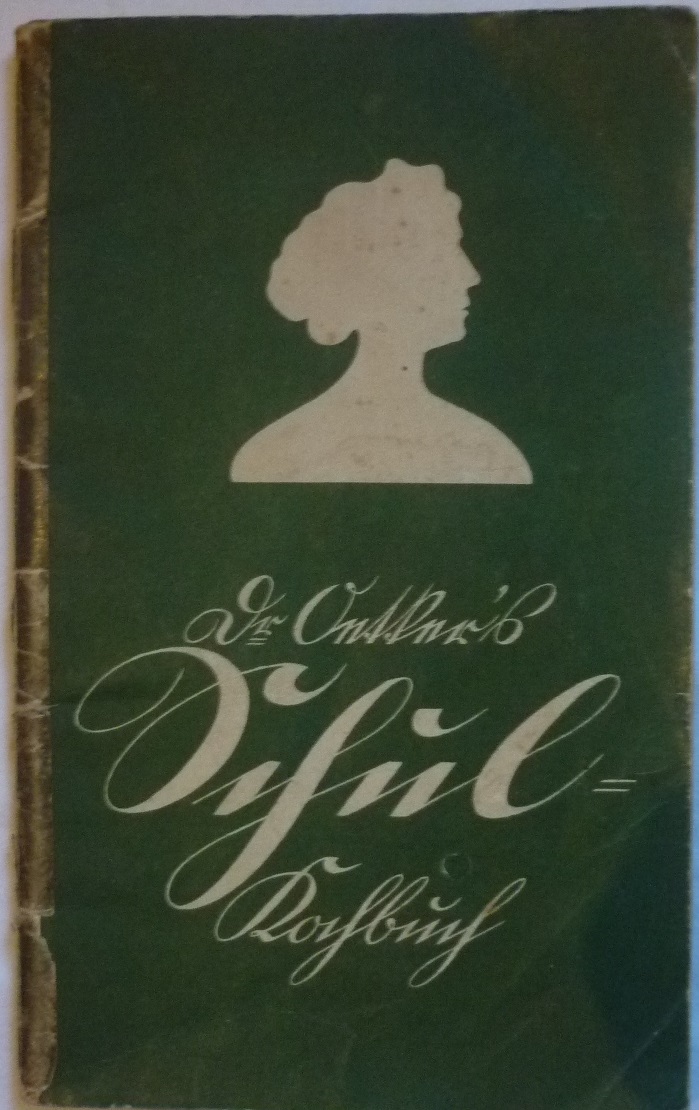 Dr Oetker's
Schul-
Kochbuch